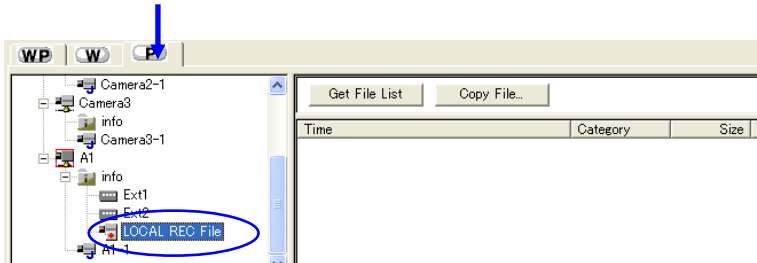 WP W P
Camera2-1
Camera3
info
Camera3-1
A1
info
Ext1
Ext2
LOCAL REC File
A1-1
Get File List Copy File...
Time Category Size